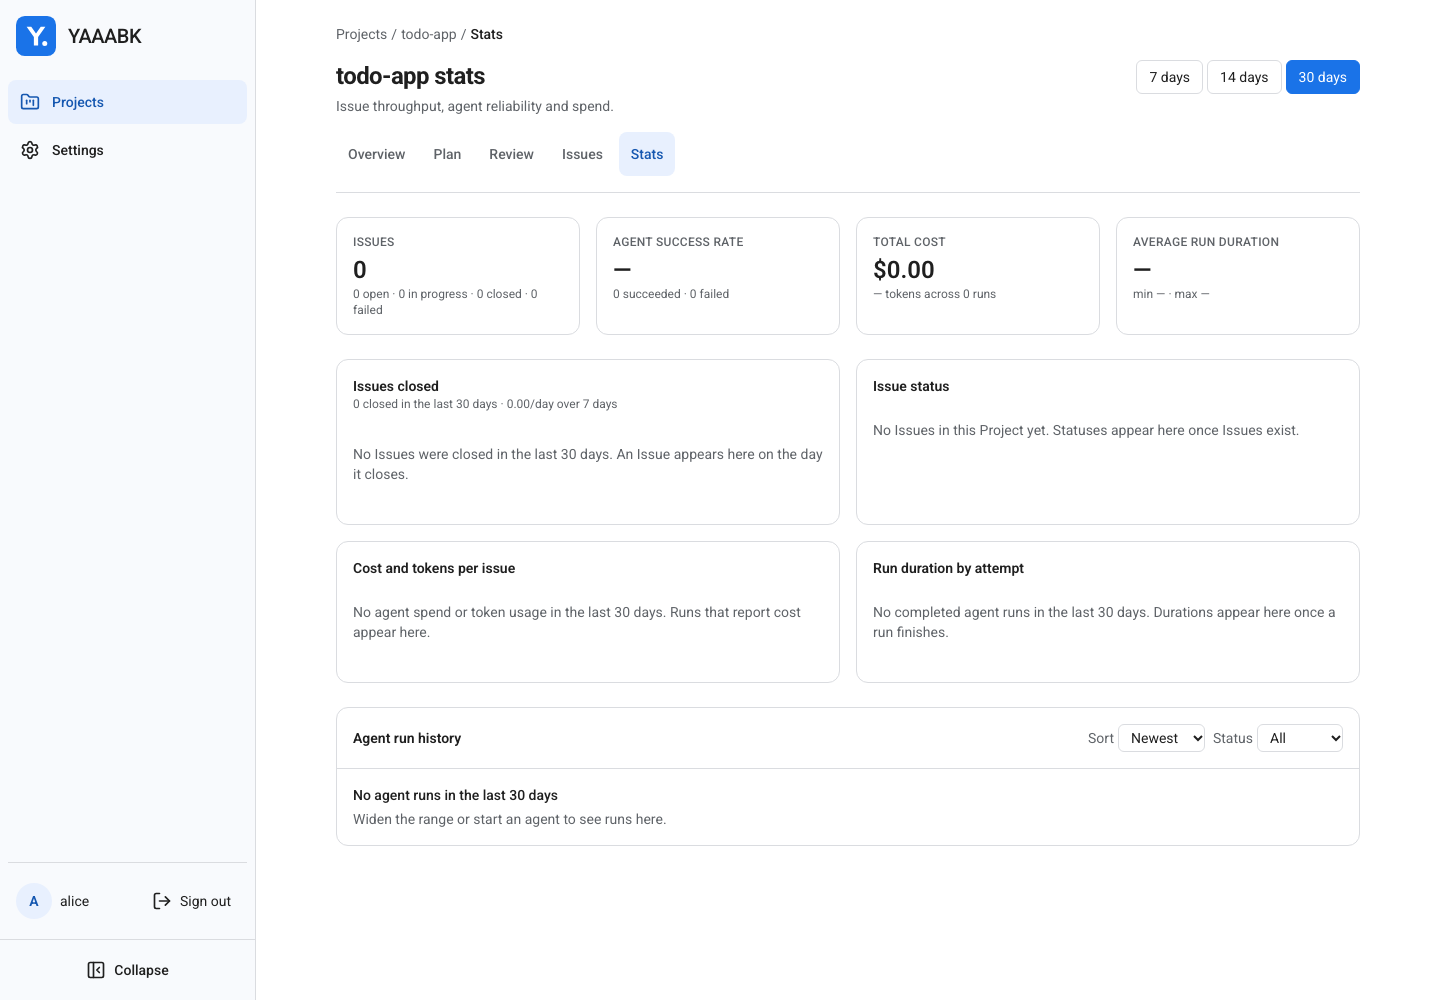 Y.
YAAABK
Projects
Settings
A
alice
Sign out
Collapse
Projects / todo-app / Stats
todo-app stats
7 days
14 days
30 days
Issue throughput, agent reliability and spend.
Overview
Plan
Review
Issues
Stats
ISSUES
0
0 open · 0 in progress · 0 closed · 0
failed
AGENT SUCCESS RATE
—
0 succeeded · 0 failed
TOTAL COST
$0.00
— tokens across 0 runs
AVERAGE RUN DURATION
—
min — · max —
Issues closed
0 closed in the last 30 days · 0.00/day over 7 days
No Issues were closed in the last 30 days. An Issue appears here on the day
it closes.
Issue status
No Issues in this Project yet. Statuses appear here once Issues exist.
Cost and tokens per issue
No agent spend or token usage in the last 30 days. Runs that report cost
appear here.
Run duration by attempt
No completed agent runs in the last 30 days. Durations appear here once a
run finishes.
Agent run history
Sort
Newest
Status
All
No agent runs in the last 30 days
Widen the range or start an agent to see runs here.